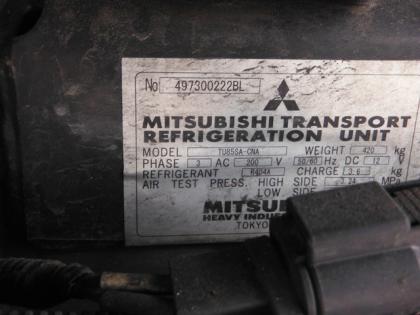 No 497300222BL
MITSUBISHI TRANSPORT
REFRIGERATION UNIT
MODEL TU85SA-CNA WEIGHT 420 kg
PHASE 3 AC 200 V 50/60 Hz DC 12 V
REFRIGERANT R404A CHARGE 3.6 kg
AIR TEST PRESS. HIGH SIDE 3.24 MPa
LOW SIDE
MITSUB
HEAVY INDUS
TOKYO